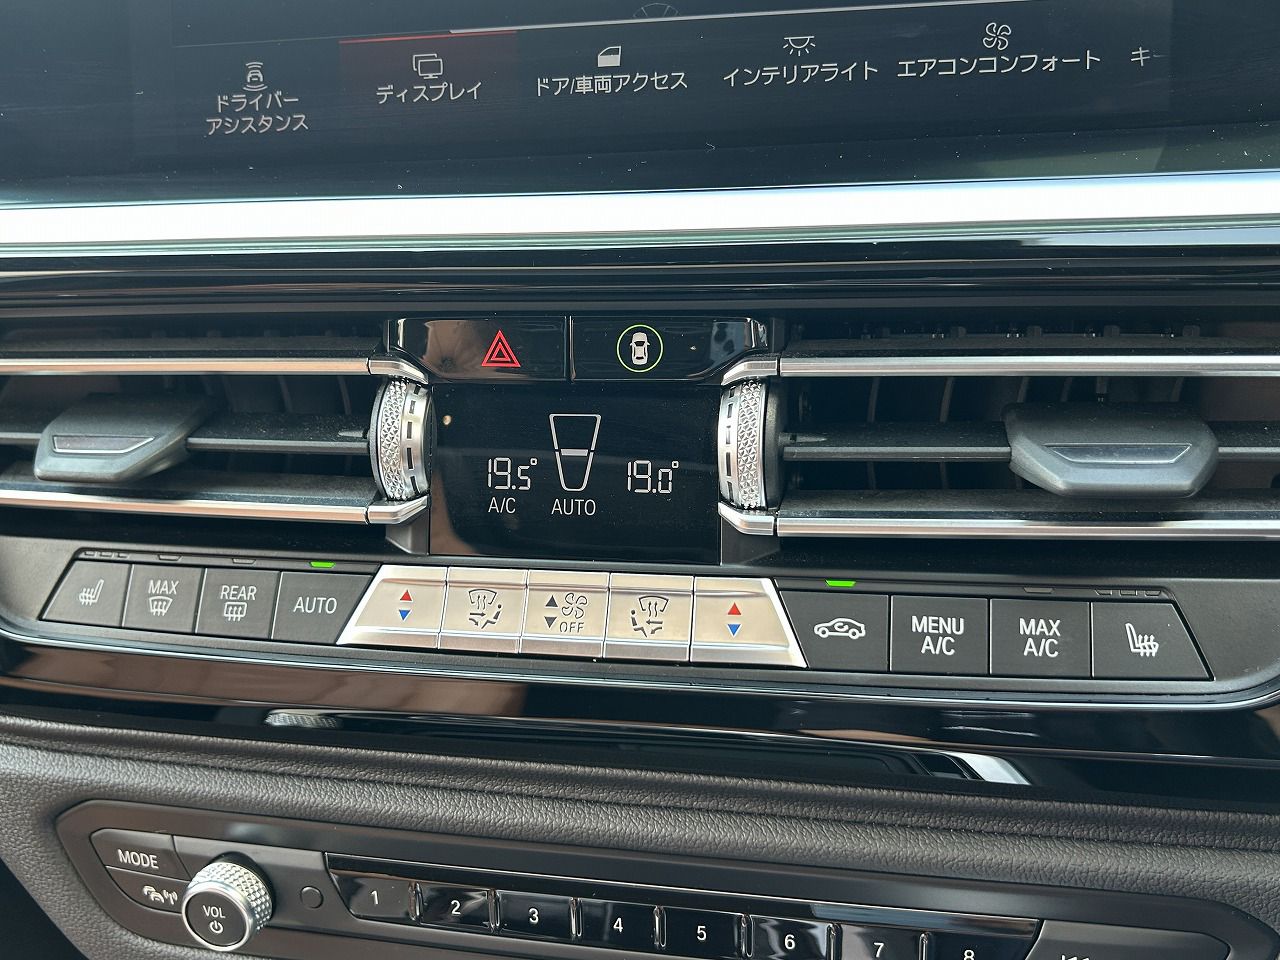 ドライバー
アシスタンス
ディスプレイ
ドア/車両アクセス
インテリアライト
エアコンコンフォート
キー
19.5°
A/C
AUTO
19.0°
MAX
REAR
AUTO
OFF
MENU
A/C
MAX
A/C
MODE
VOL
1
2
3
4
5
6
7
8